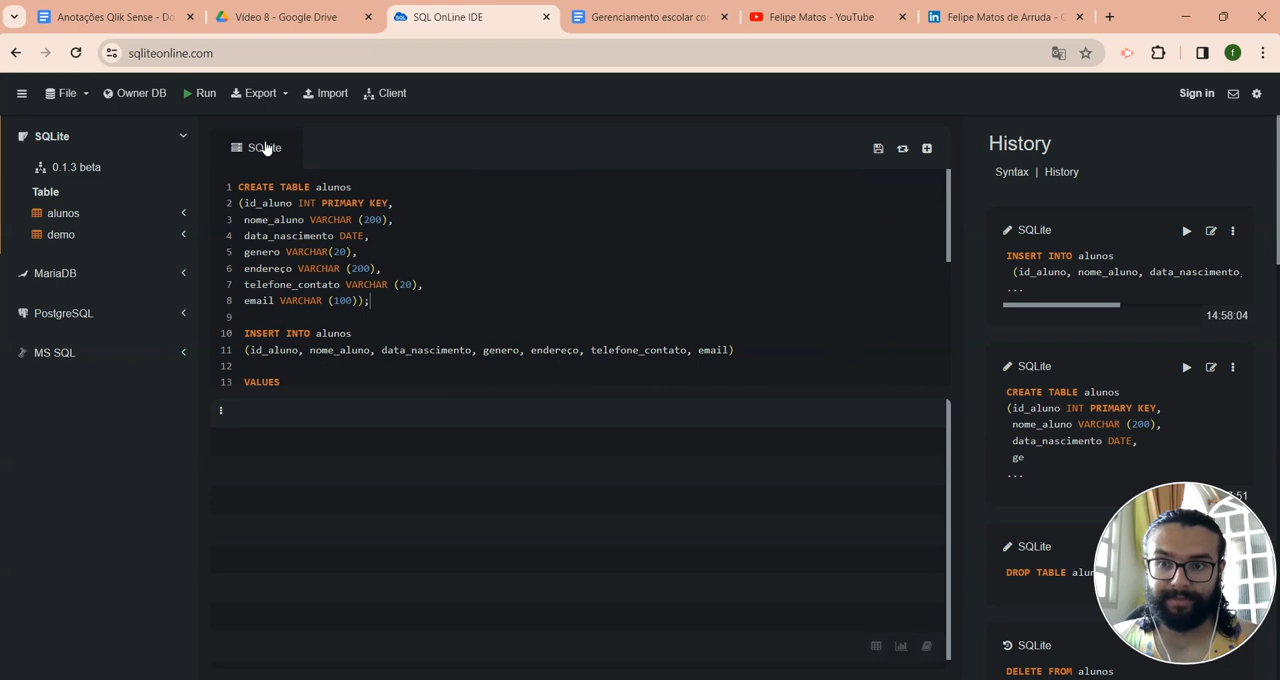 Anotações Qlik Sense - Do
Vídeo 8 - Google Drive
SQL OnLine IDE
Gerenciamento escolar co
Felipe Matos - YouTube
Felipe Matos de Arruda -
sqliteonline.com
f
File
Owner DB
Run
Export
Import
Client
Sign in
SQLite
0.1.3 beta
Table
alunos
demo
MariaDB
PostgreSQL
MS SQL
SQLite
1 CREATE TABLE alunos
2 (id_aluno INT PRIMARY KEY,
3 nome_aluno VARCHAR (200),
4 data_nascimento DATE,
5 genero VARCHAR(20),
6 endereço VARCHAR (200),
7 telefone_contato VARCHAR (20),
8 email VARCHAR (100));
9
10 INSERT INTO alunos
11 (id_aluno, nome_aluno, data_nascimento, genero, endereço, telefone_contato, email)
12
13 VALUES
History
Syntax | History
SQLite
INSERT INTO alunos
(id_aluno, nome_aluno, data_nascimento,
...
14:58:04
SQLite
CREATE TABLE alunos
(id_aluno INT PRIMARY KEY,
nome_aluno VARCHAR (200),
data_nascimento DATE,
ge
...
:51
SQLite
DROP TABLE alun
SQLite
DELETE FROM alunos